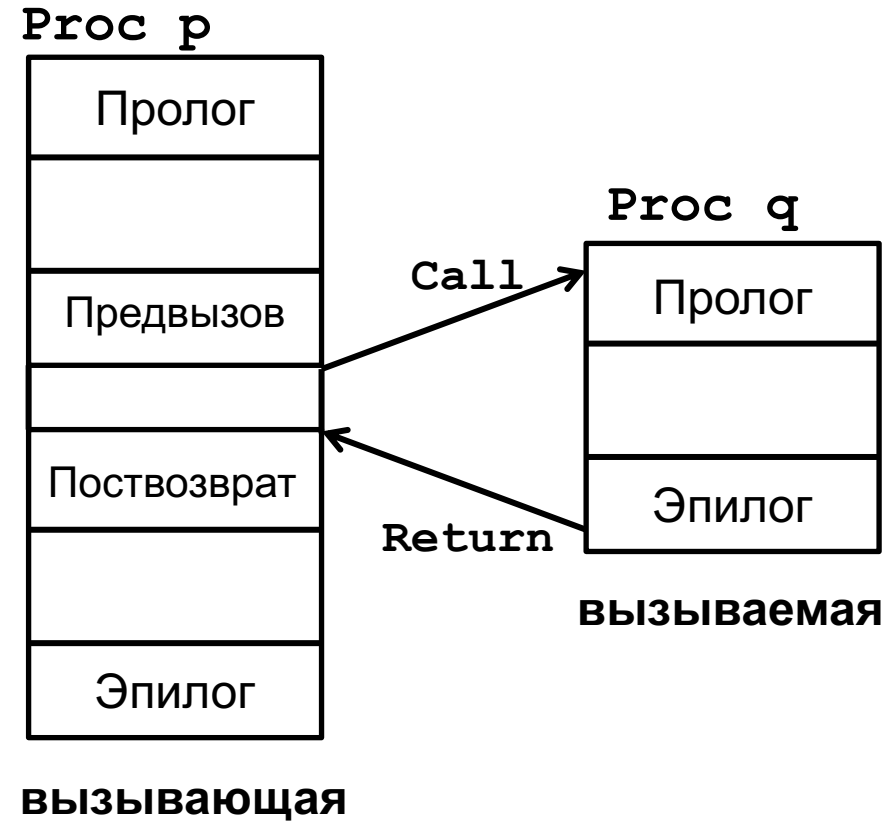 Proc p
Пролог
Предвызов
Поствозврат
Эпилог
вызывающая
Call
Return
Proc q
Пролог
Эпилог
вызываемая